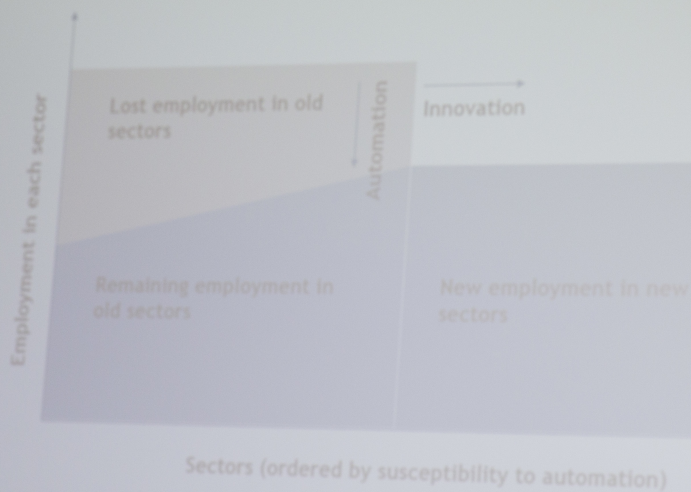 Lost employment in old
sectors
Automation
Innovation
Employment in each sector
Remaining employment in
old sectors
New employment in new
sectors
Sectors (ordered by susceptibility to automation)